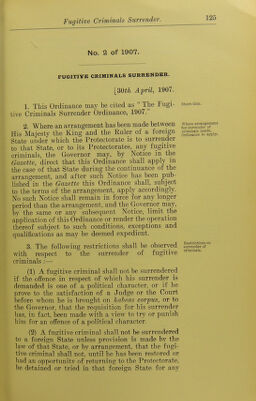 Fugitive Criminals Surrender. 125
No. 2 of 1907.
FUGITIVE CRIMINALS SURRENDER.
[30th April, 1907.
1. This Ordinance may be cited as "The Fugi-
tive Criminals Surrender Ordinance, 1907."
Short title.
2. Where an arrangement has been made between
His Majesty the King and the Ruler of a foreign
State under which the Protectorate is to surrender
to that State, or to its Protectorates, any fugitive
criminals, the Governor may, by Notice in the
Gazette, direct that this Ordinance shall apply in
the case of that State during the continuance of the
arrangement, and after such Notice has been pub-
lished in the Gazette this Ordinance shall, subject
to the terms of the arrangement, apply accordingly.
No such Notice shall remain in force for any longer
period than the arrangement, and the Governor may,
by the same or any subsequent Notice, limit the
application of this Ordinance or render the operation
thereof subject to such conditions, exceptions and
qualifications as may be deemed expedient.
Where arrangements
for surrender of
criminals made,
Ordinance to apply.
3. The following restrictions shall be observed
with respect to the surrender of fugitive
criminals :—
Restrictions on
surrender of
criminals.
(1) A fugitive criminal shall not be surrendered
if the offence in respect of which his surrender is
demanded is one of a political character, or if he
prove to the satisfaction of a Judge or the Court
before whom he is brought on habeas corpus, or to
the Governor, that the requisition for his surrender
has, in fact, been made with a view to try or punish
him for an offence of a political character.
(2) A fugitive criminal shall not be surrendered
to a foreign State unless provision is made by the
law of that State, or by arrangement, that the fugi-
tive criminal shall not, until he has been restored or
had an opportunity of returning to the Protectorate,
be detained or tried in that foreign State for any